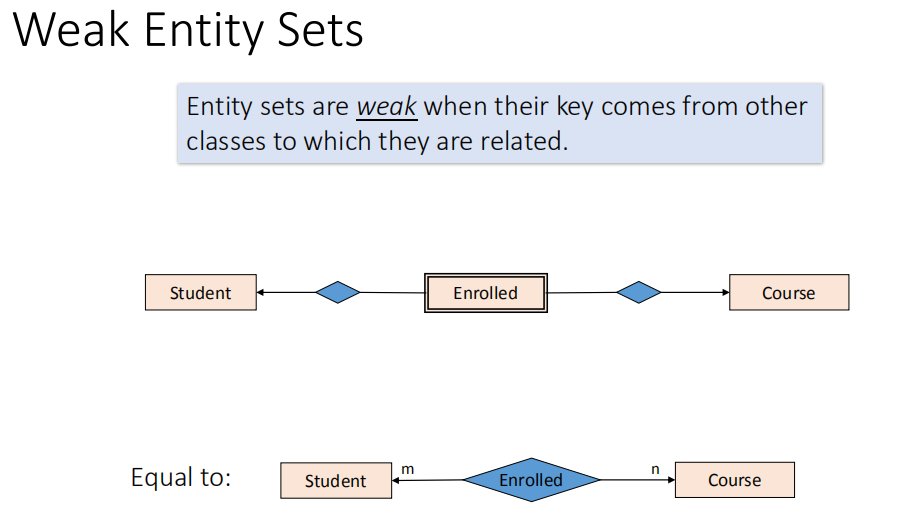 Weak Entity Sets
Entity sets are weak when their key comes from other
classes to which they are related.
Student
Enrolled
Course
Equal to:
Student
m
Enrolled
n
Course